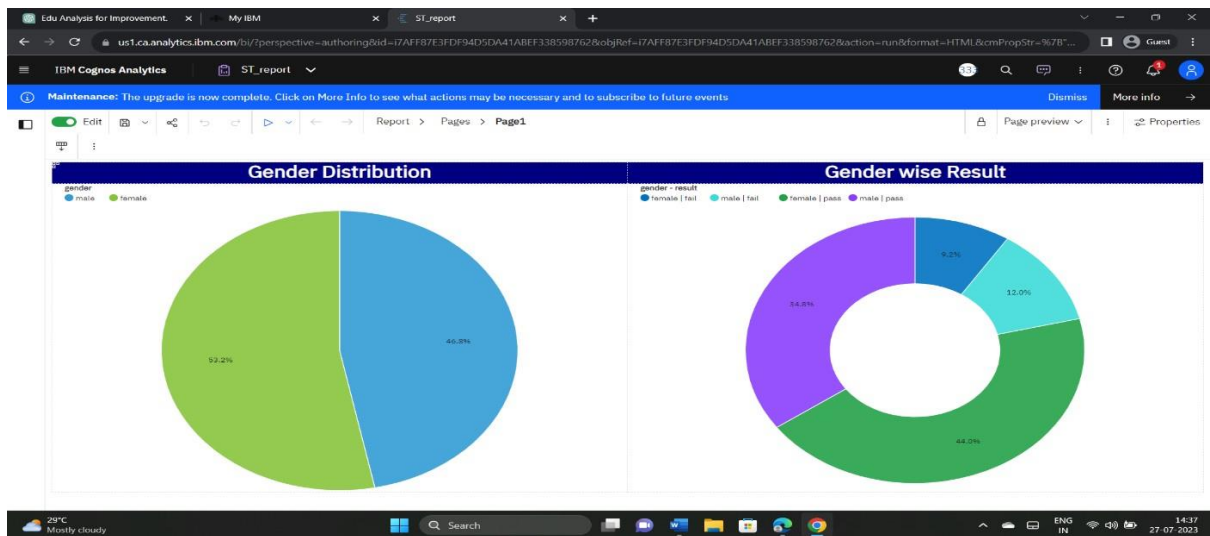 Edu Analysis for Improvement.
My IBM
ST_report
us1.ca.analytics.ibm.com/bi/?perspective=authoring&id=i7AFF87E3FDF94D5DA41ABEF338598762&objRef=i7AFF87E3FDF94D5DA41ABEF338598762&action=run&format=HTML&cmPropStr=%7B"...
Guest
IBM Cognos Analytics
ST_report
Maintenance: The upgrade is now complete. Click on More Info to see what actions may be necessary and to subscribe to future events
Dismiss
More info
Edit
Report > Pages > Page1
Page preview
Properties
Gender Distribution
gender
male female
46.8%
53.2%
Gender wise Result
gender - result
female | fail male | fail female | pass male | pass
9.2%
12.0%
34.8%
44.0%
29°C
Mostly cloudy
Search
ENG
IN
14:37
27-07-2023